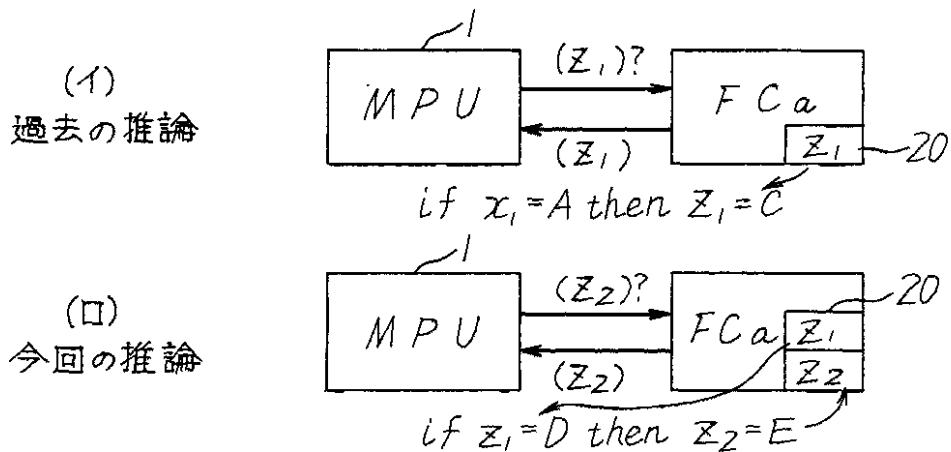 1
(イ)
過去の推論
MPU
(Z₁)?
(Z₁)
FCa
Z₁
20
if x₁=A then Z₁=C
1
(ロ)
今回の推論
MPU
(Z₂)?
(Z₂)
FCa
Z₁
Z₂
20
if z₁=D then z₂=E